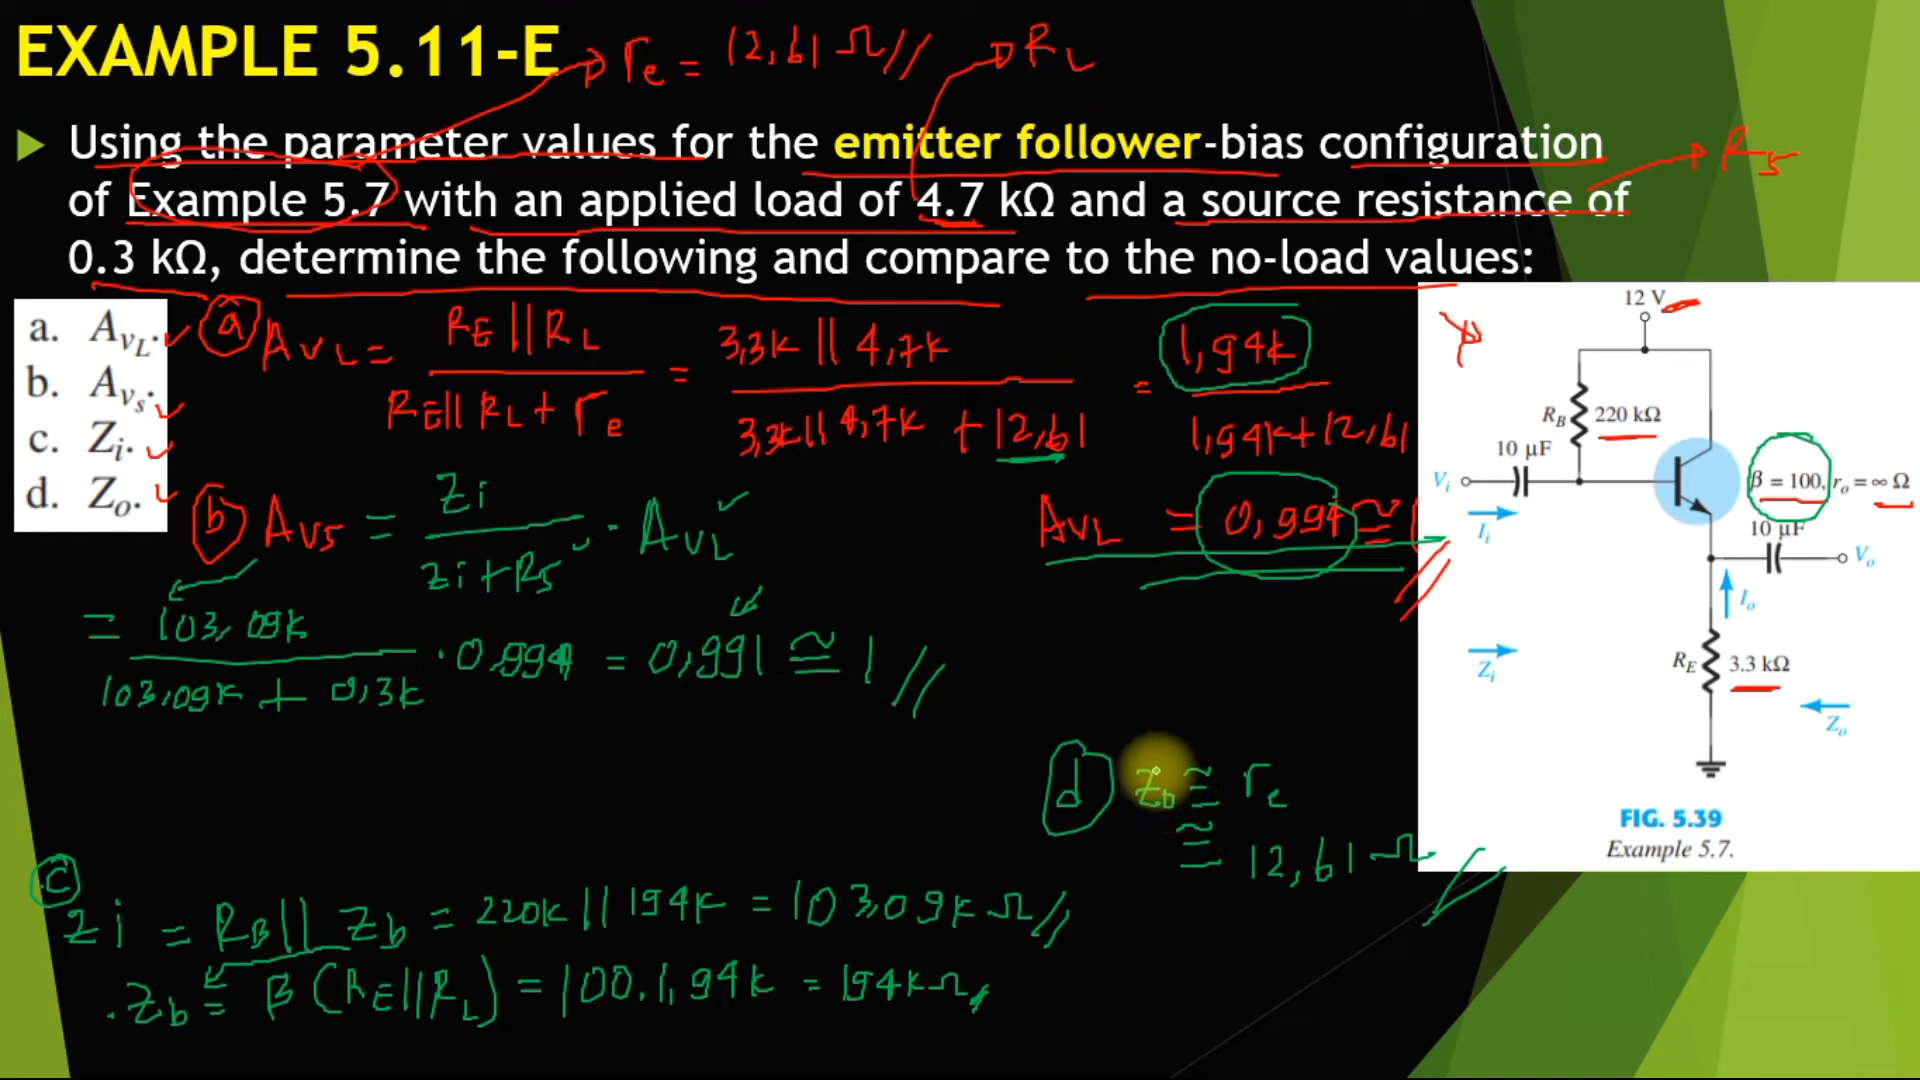 EXAMPLE 5.11-E
re = 12,61 Ω //
RL
Using the parameter values for the emitter follower-bias configuration
of Example 5.7 with an applied load of 4.7 kΩ and a source resistance of
0.3 kΩ, determine the following and compare to the no-load values:
Rs
a. AvL.
b. Avs.
c. Zi.
d. Zo.
a AvL = RE || RL / RE || RL + re = 3,3k || 4,7k / 3,3k || 4,7k + 12,61 = 1,94k / 1,94k + 12,61
AvL = 0,994 ≅ 1
b Avs = Zi / Zi + Rs · AvL
= 103,09k / 103,09k + 0,3k · 0,994 = 0,991 ≅ 1 //
c
Zi = RB || Zb = 220k || 194k = 103,09k Ω //
Zb = β (RE || RL) = 100 . 1,94k = 194k Ω
d Zb ≅ re
≅ 12,61 Ω
12 V
RB 220 kΩ
10 µF
Vi
Ii
β = 100, ro = ∞ Ω
10 µF
Vo
Io
Zi
RE 3.3 kΩ
Zo
FIG. 5.39
Example 5.7.